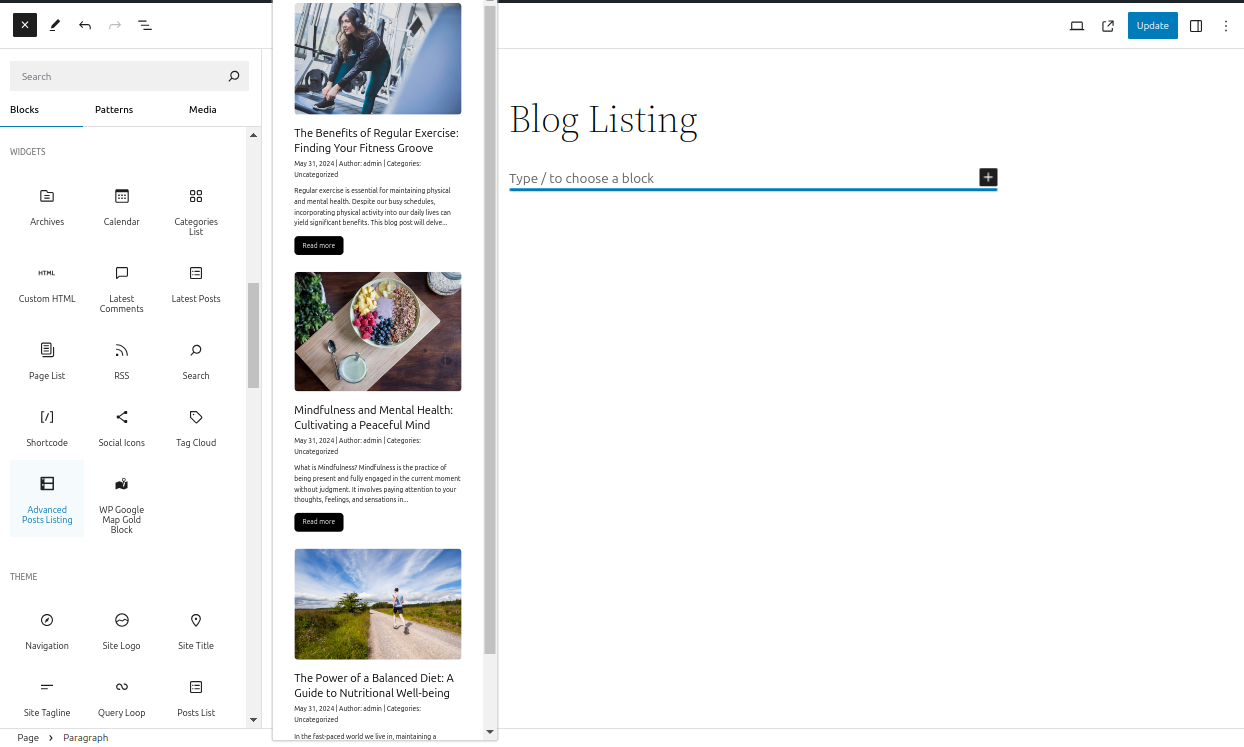 Update
Search
Blocks
Patterns
Media
WIDGETS
Archives
Calendar
Categories
List
HTML
Custom HTML
Latest
Comments
Latest Posts
Page List
RSS
Search
[/]
Shortcode
Social Icons
Tag Cloud
Advanced
Posts Listing
WP Google
Map Gold
Block
THEME
Navigation
Site Logo
Site Title
Site Tagline
Query Loop
Posts List
Page › Paragraph
The Benefits of Regular Exercise:
Finding Your Fitness Groove
May 31, 2024 | Author: admin | Categories:
Uncategorized
Regular exercise is essential for maintaining physical
and mental health. Despite our busy schedules,
incorporating physical activity into our daily lives can
yield significant benefits. This blog post will delve...
Read more
Mindfulness and Mental Health:
Cultivating a Peaceful Mind
May 31, 2024 | Author: admin | Categories:
Uncategorized
What is Mindfulness? Mindfulness is the practice of
being present and fully engaged in the current moment
without judgment. It involves paying attention to your
thoughts, feelings, and sensations in...
Read more
The Power of a Balanced Diet: A
Guide to Nutritional Well-being
May 31, 2024 | Author: admin | Categories:
Uncategorized
In the fast-paced world we live in, maintaining a
Blog Listing
Type / to choose a block